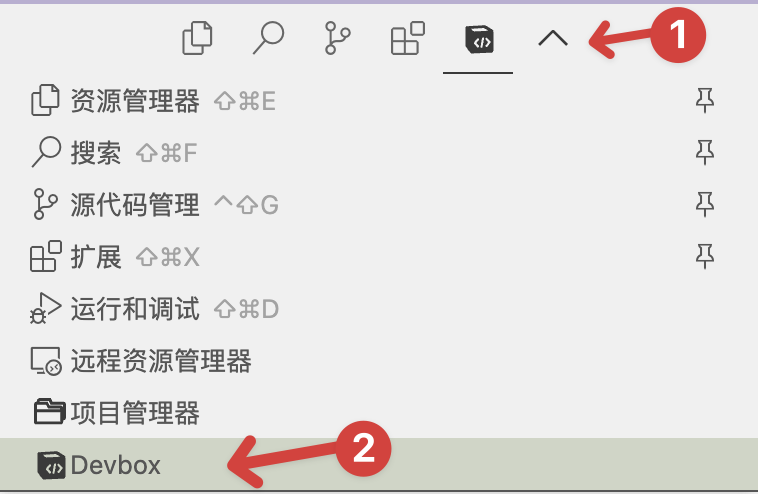 1
资源管理器 ⇧⌘E
搜索 ⇧⌘F
源代码管理 ^⇧G
扩展 ⇧⌘X
运行和调试 ⇧⌘D
远程资源管理器
项目管理器
Devbox 2